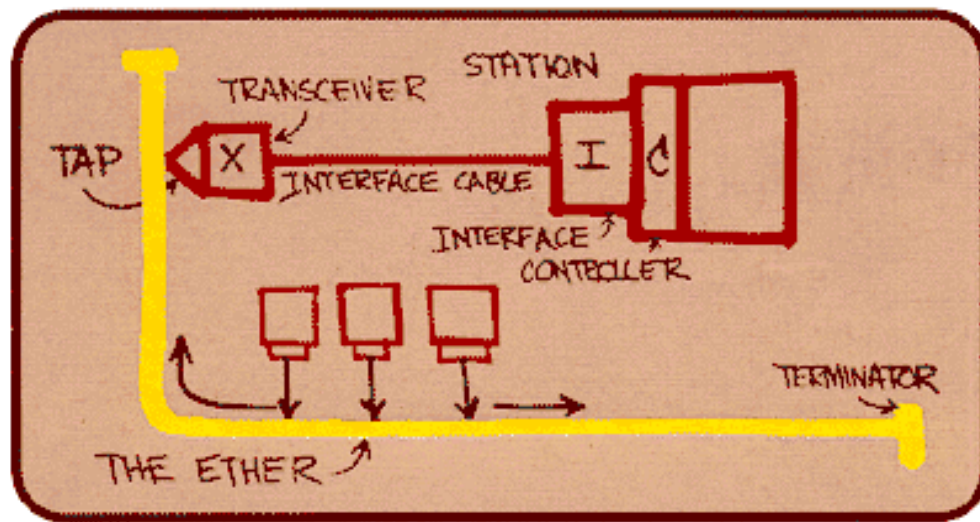 STATION
TRANSCEIVER
TAP
X
I
C
INTERFACE CABLE
INTERFACE
CONTROLLER
TERMINATOR
THE ETHER